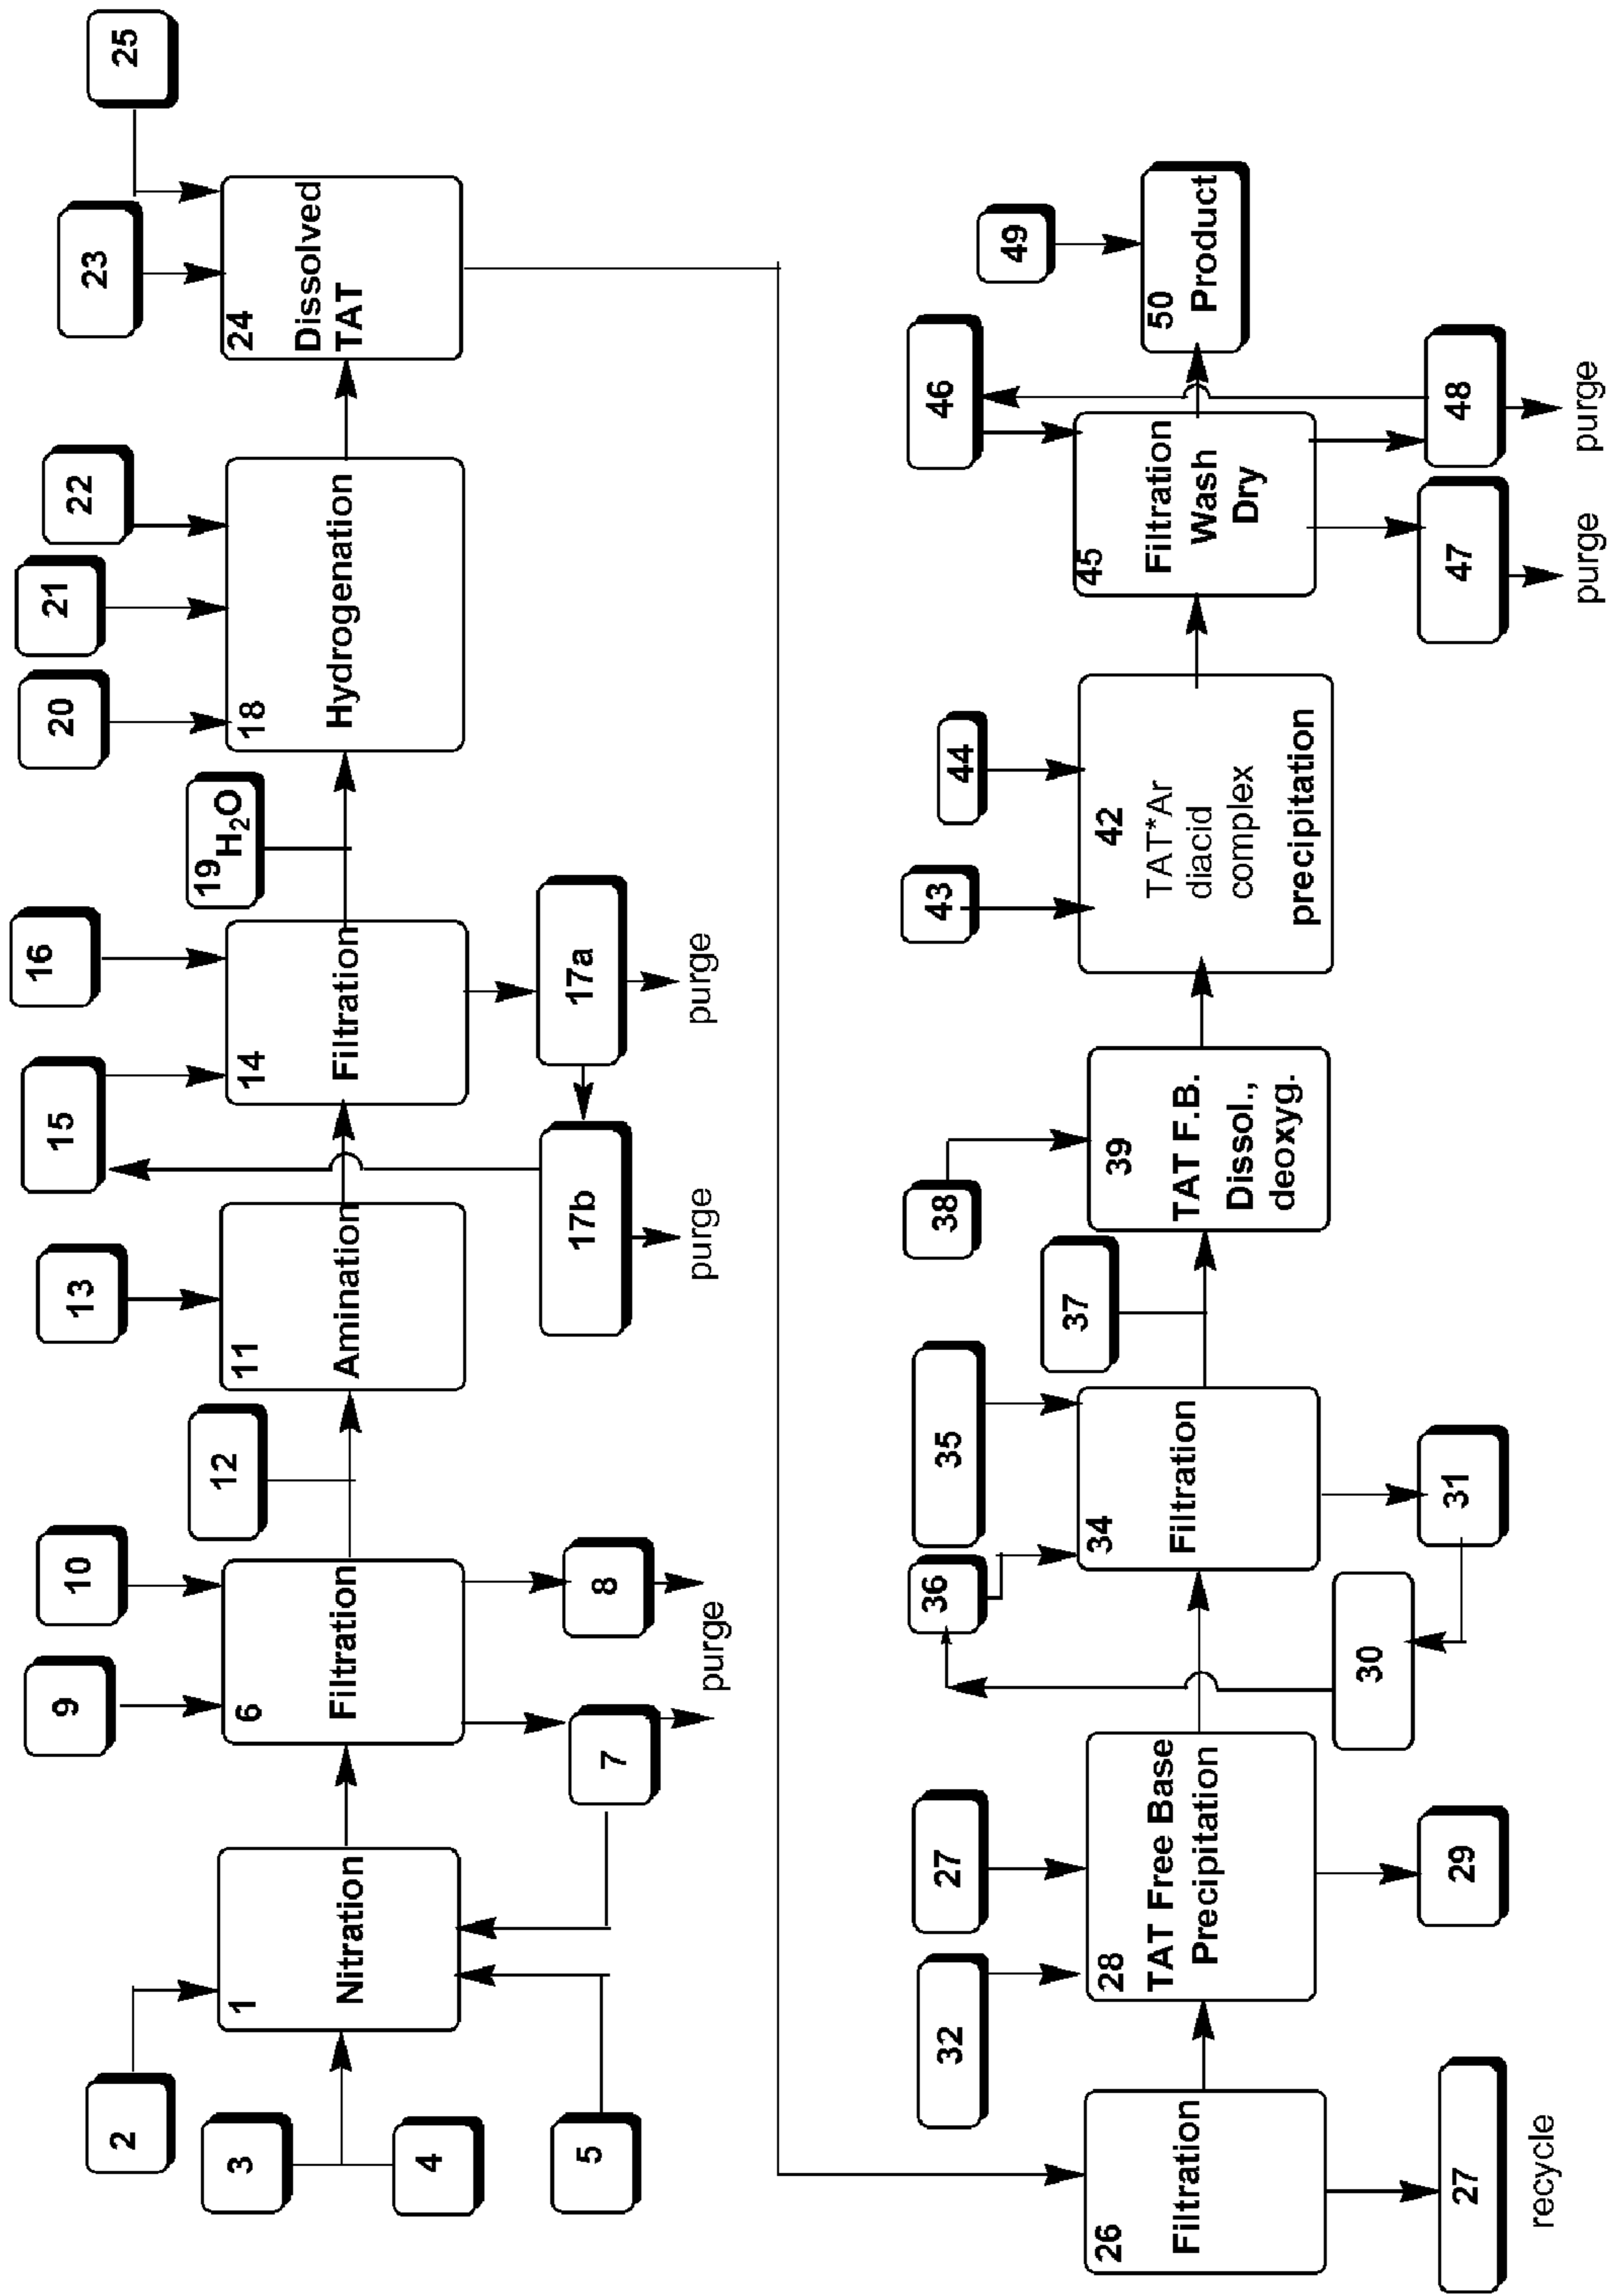 2
3
4
5
1
Nitration
7
8
purge
6
Filtration
9
10
12
11
Amination
13
14
Filtration
15
16
17a
purge
17b
purge
19 H₂O
18
Hydrogenation
20
21
22
24
Dissolved
TAT
23
25
26
Filtration
27
recycle
28
TAT Free Base
Precipitation
32
27
29
30
31
34
Filtration
36
35
37
38
39
TAT F.B.
Dissol.,
deoxyg.
42
TAT*Ar
diacid
complex
precipitation
43
44
45
Filtration
Wash
Dry
46
47
purge
48
purge
49
50
Product